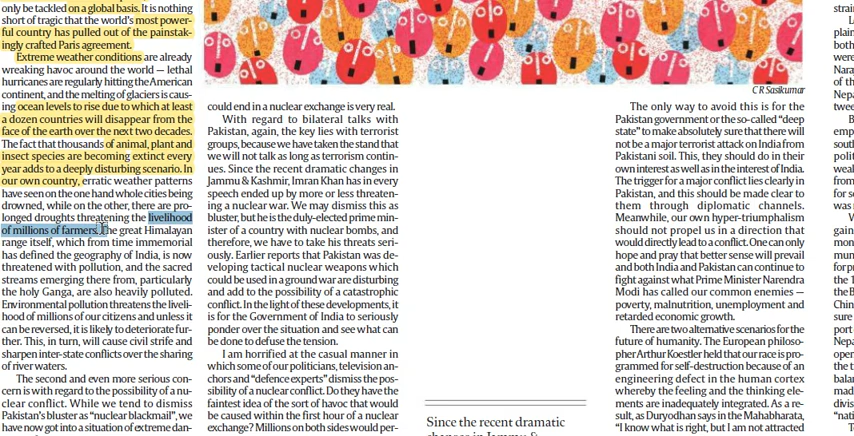 only be tackled on a global basis. It is nothing
short of tragic that the world's most power-
ful country has pulled out of the painstak-
ingly crafted Paris agreement.
Extreme weather conditions are already
wreaking havoc around the world — lethal
hurricanes are regularly hitting the American
continent, and the melting of glaciers is caus-
ing ocean levels to rise due to which at least
a dozen countries will disappear from the
face of the earth over the next two decades.
The fact that thousands of animal, plant and
insect species are becoming extinct every
year adds to a deeply disturbing scenario. In
our own country, erratic weather patterns
have seen on the one hand whole cities being
drowned, while on the other, there are pro-
longed droughts threatening the livelihood
of millions of farmers. The great Himalayan
range itself, which from time immemorial
has defined the geography of India, is now
threatened with pollution, and the sacred
streams emerging there from, particularly
the holy Ganga, are also heavily polluted.
Environmental pollution threatens the liveli-
hood of millions of our citizens and unless it
can be reversed, it is likely to deteriorate fur-
ther. This, in turn, will cause civil strife and
sharpen inter-state conflicts over the sharing
of river waters.
The second and even more serious con-
cern is with regard to the possibility of a nu-
clear conflict. While we tend to dismiss
Pakistan's bluster as "nuclear blackmail", we
have now got into a situation of extreme dan-
C R Sasikumar
could end in a nuclear exchange is very real.
With regard to bilateral talks with
Pakistan, again, the key lies with terrorist
groups, because we have taken the stand that
we will not talk as long as terrorism contin-
ues. Since the recent dramatic changes in
Jammu & Kashmir, Imran Khan has in every
speech ended up by more or less threaten-
ing a nuclear war. We may dismiss this as
bluster, but he is the duly-elected prime min-
ister of a country with nuclear bombs, and
therefore, we have to take his threats seri-
ously. Earlier reports that Pakistan was de-
veloping tactical nuclear weapons which
could be used in a ground war are disturbing
and add to the possibility of a catastrophic
conflict. In the light of these developments, it
is for the Government of India to seriously
ponder over the situation and see what can
be done to defuse the tension.
I am horrified at the casual manner in
which some of our politicians, television an-
chors and "defence experts" dismiss the pos-
sibility of a nuclear conflict. Do they have the
faintest idea of the sort of havoc that would
be caused within the first hour of a nuclear
exchange? Millions on both sides would per-
Since the recent dramatic
changes in Jammu &
The only way to avoid this is for the
Pakistan government or the so-called "deep
state" to make absolutely sure that there will
not be a major terrorist attack on India from
Pakistani soil. This, they should do in their
own interest as well as in the interest of India.
The trigger for a major conflict lies clearly in
Pakistan, and this should be made clear to
them through diplomatic channels.
Meanwhile, our own hyper-triumphalism
should not propel us in a direction that
would directly lead to a conflict. One can only
hope and pray that better sense will prevail
and both India and Pakistan can continue to
fight against what Prime Minister Narendra
Modi has called our common enemies —
poverty, malnutrition, unemployment and
retarded economic growth.
There are two alternative scenarios for the
future of humanity. The European philoso-
pher Arthur Koestler held that our race is pro-
grammed for self-destruction because of an
engineering defect in the human cortex
whereby the feeling and the thinking ele-
ments are inadequately integrated. As a re-
sult, as Duryodhan says in the Mahabharata,
"I know what is right, but I am not attracted